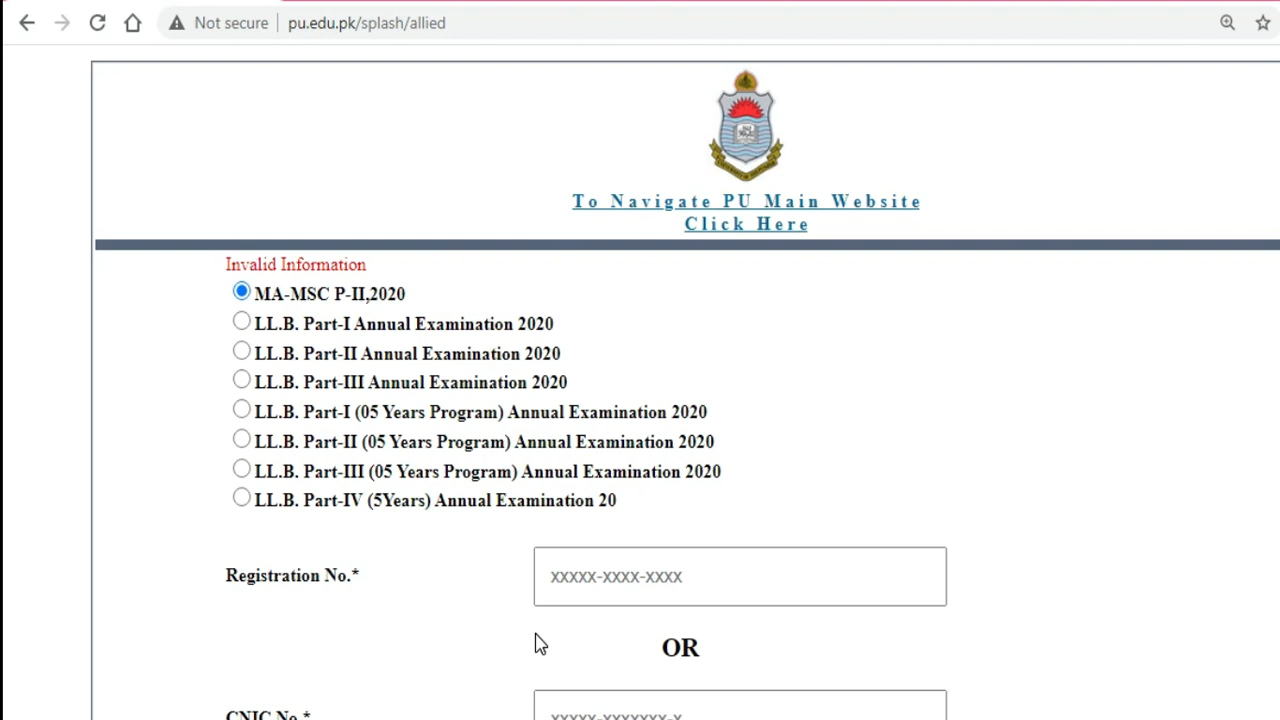 Not secure | pu.edu.pk/splash/allied
To Navigate PU Main Website
Click Here
Invalid Information
MA-MSC P-II,2020
LL.B. Part-I Annual Examination 2020
LL.B. Part-II Annual Examination 2020
LL.B. Part-III Annual Examination 2020
LL.B. Part-I (05 Years Program) Annual Examination 2020
LL.B. Part-II (05 Years Program) Annual Examination 2020
LL.B. Part-III (05 Years Program) Annual Examination 2020
LL.B. Part-IV (5Years) Annual Examination 20
Registration No.* xxxxx-xxxx-xxxx
OR
CNIC No.* xxxxx-xxxxxxx-x